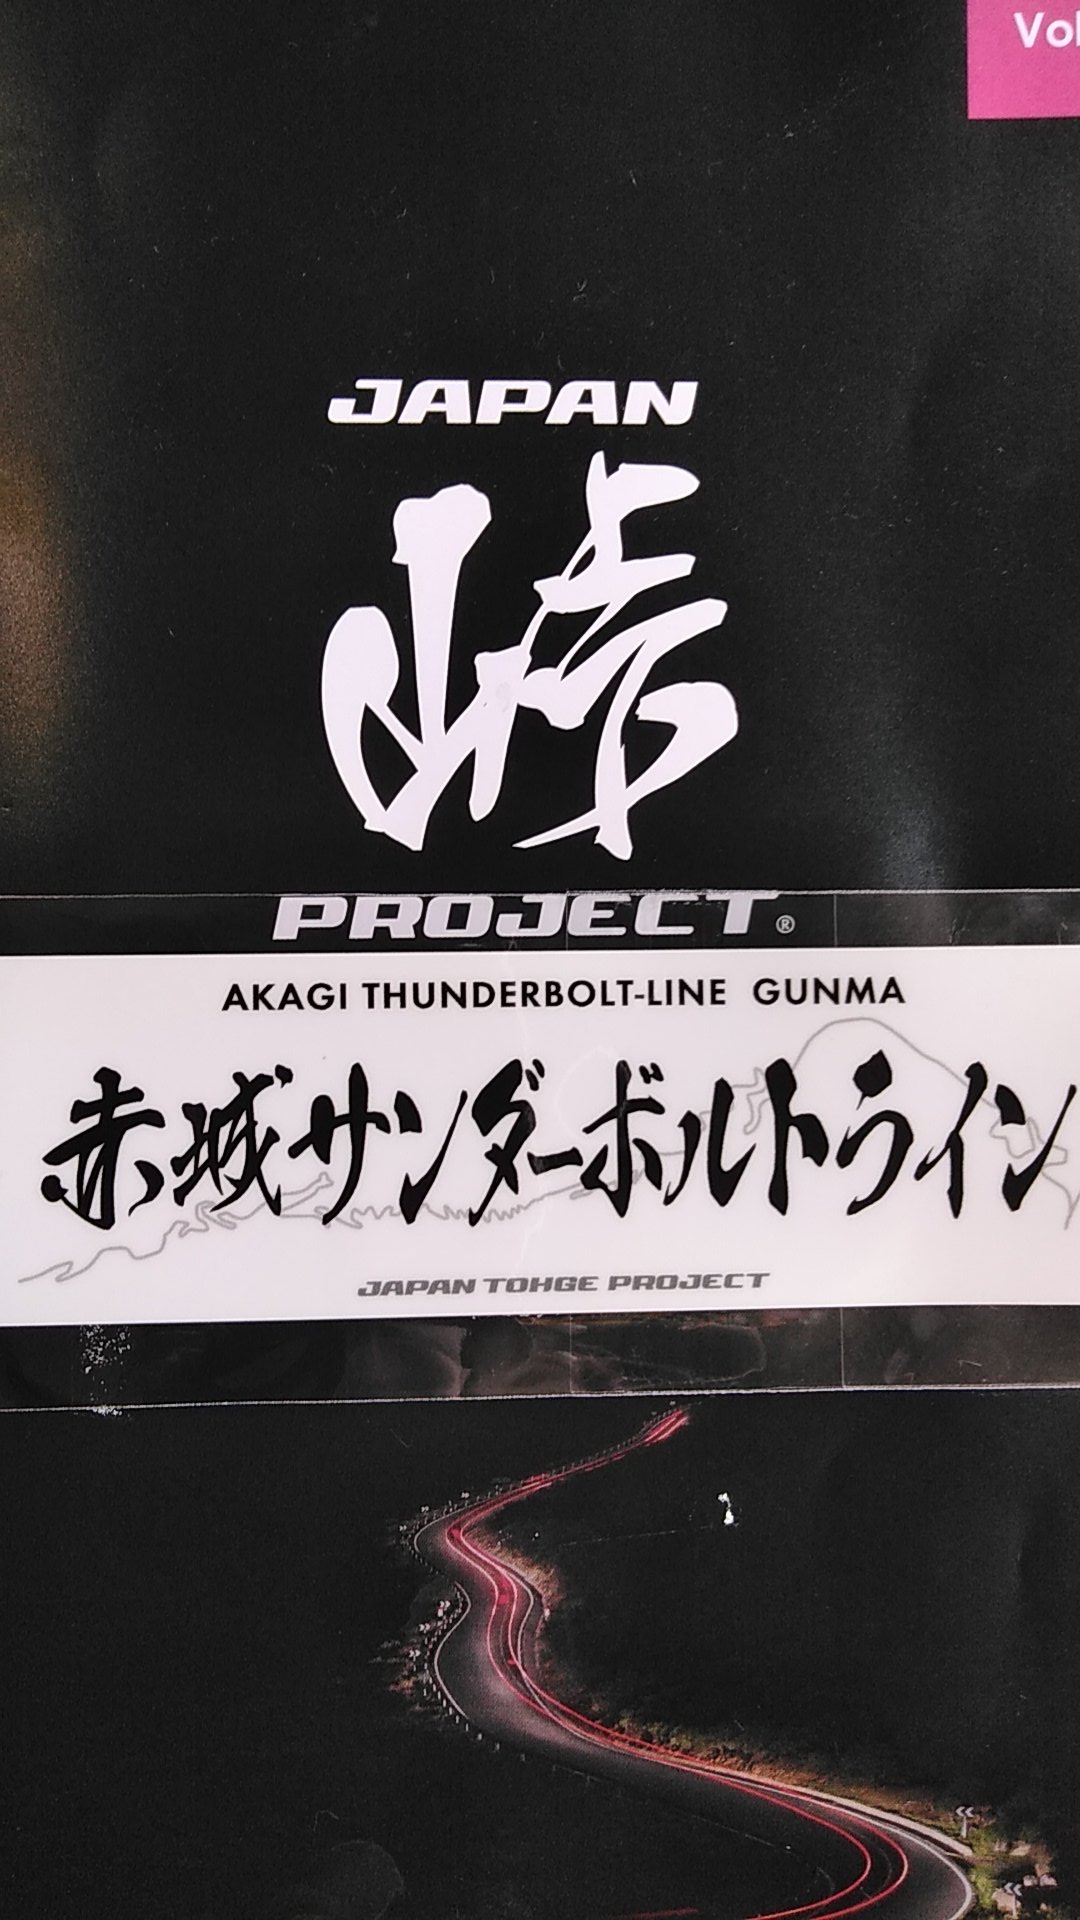 Vol
JAPAN
峠
PROJECT®
AKAGI THUNDERBOLT-LINE GUNMA
赤城サンダーボルトライン
JAPAN TOHGE PROJECT